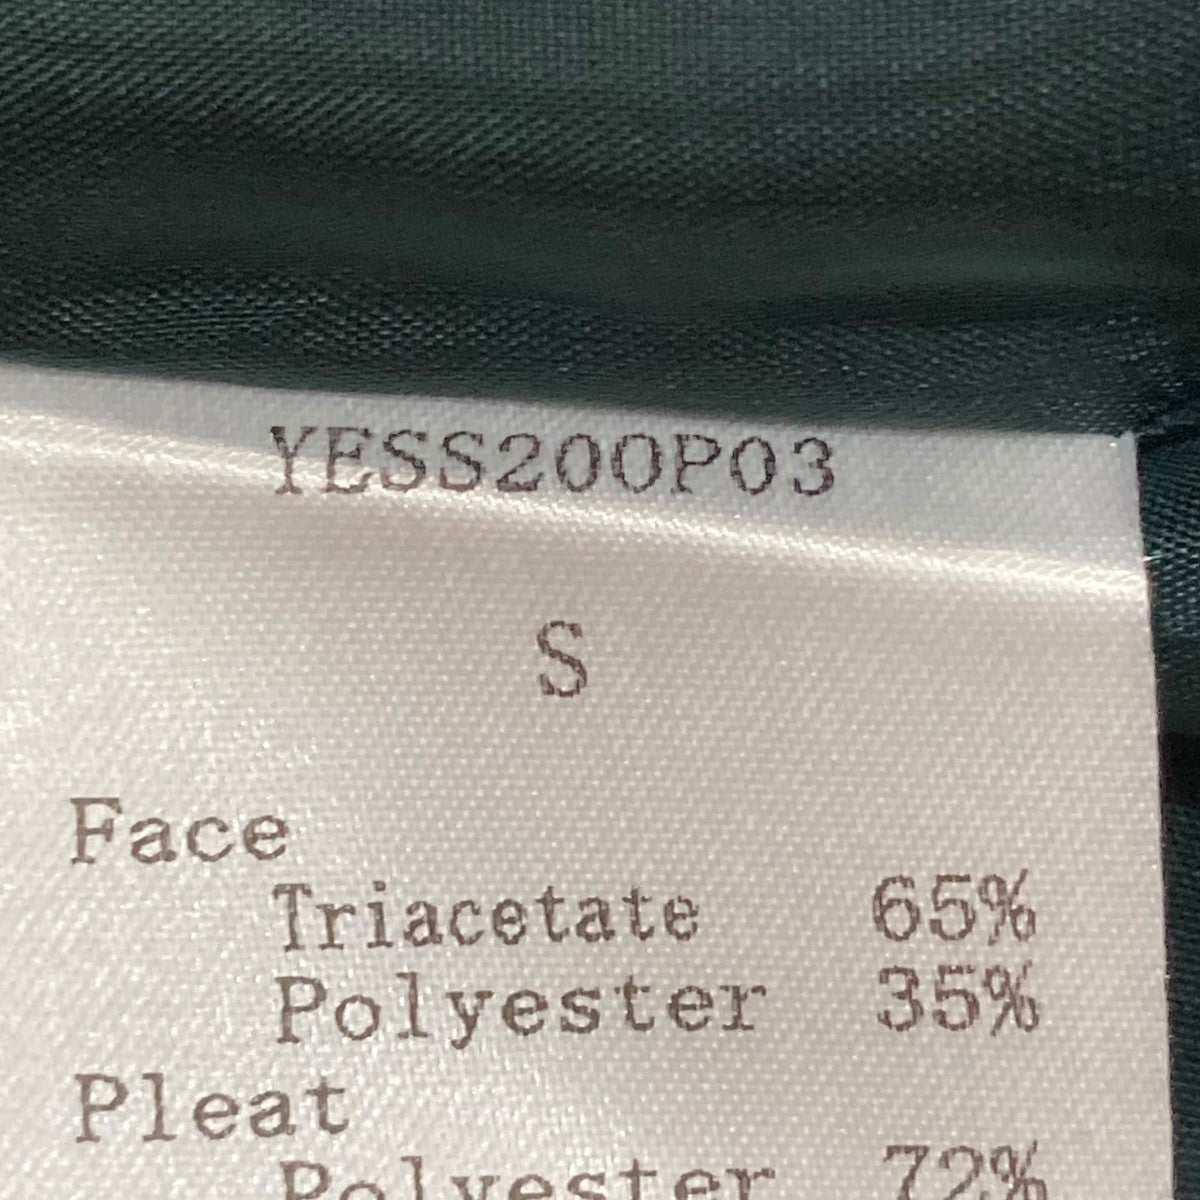 YESS200P03
S
Face
Triacetate 65%
Polyester 35%
Pleat
Polyester 72%